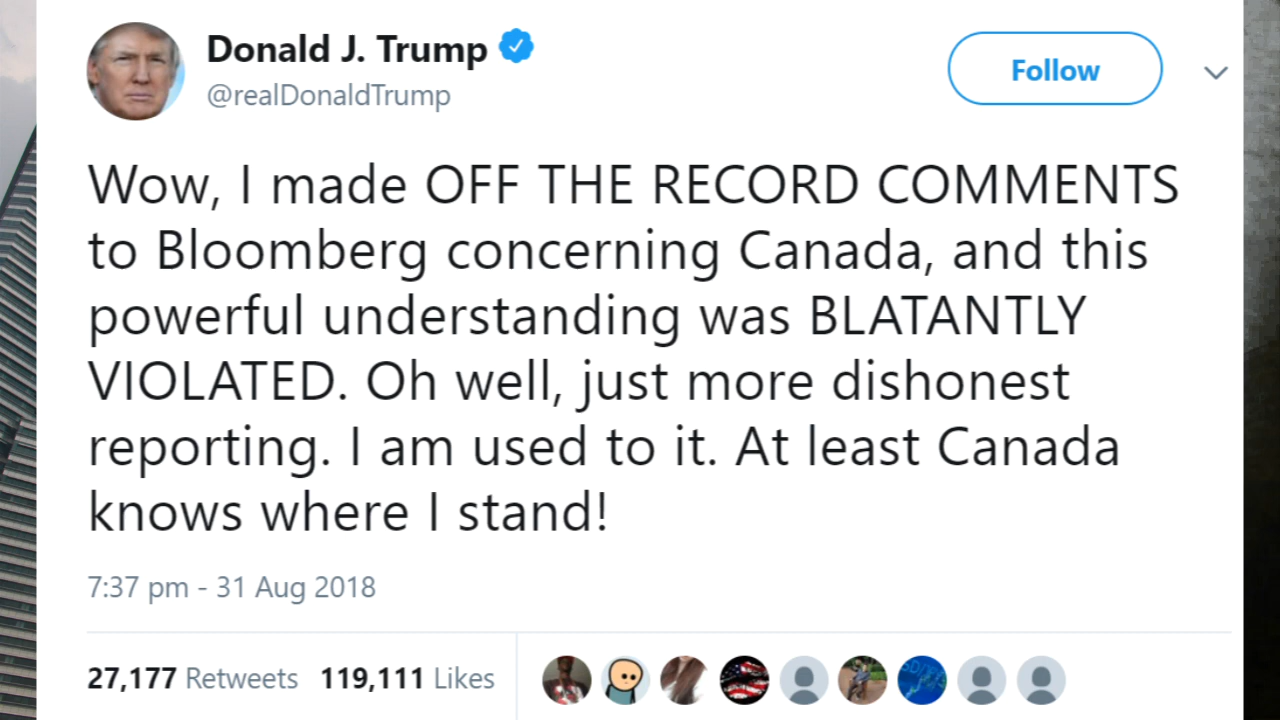 Donald J. Trump
@realDonaldTrump
Follow
Wow, I made OFF THE RECORD COMMENTS
to Bloomberg concerning Canada, and this
powerful understanding was BLATANTLY
VIOLATED. Oh well, just more dishonest
reporting. I am used to it. At least Canada
knows where I stand!
7:37 pm - 31 Aug 2018
27,177 Retweets 119,111 Likes